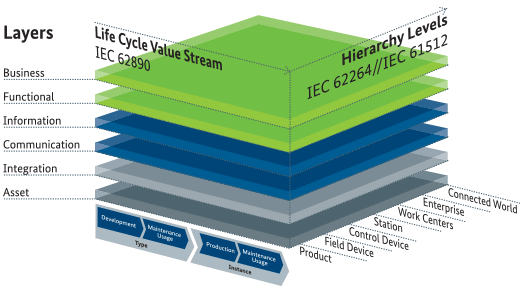 Layers
Life Cycle Value Stream
IEC 62890
Hierarchy Levels
IEC 62264//IEC 61512
Business
Functional
Information
Communication
Integration
Asset
Connected World
Enterprise
Work Centers
Station
Control Device
Field Device
Product
Development
Maintenance
Usage
Type
Production
Maintenance
Usage
Instance